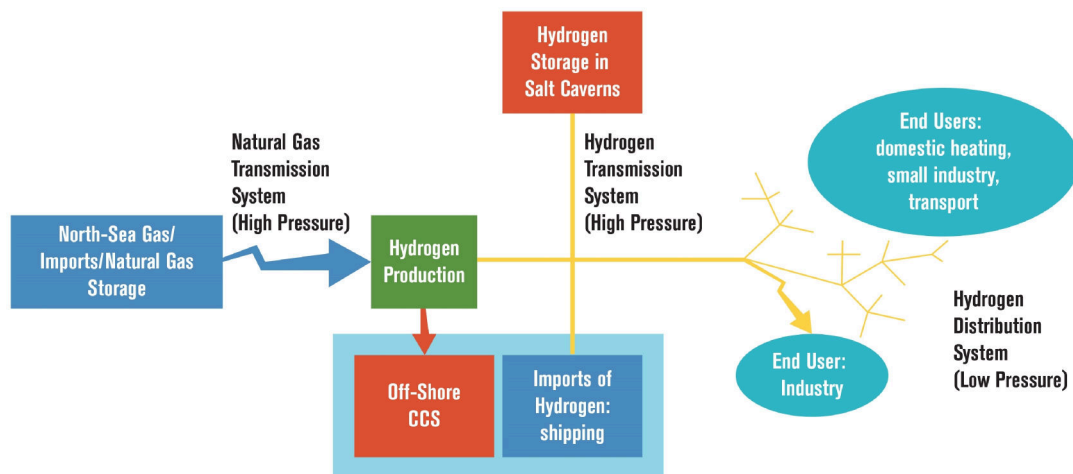 Hydrogen
Storage in
Salt Caverns
Natural Gas
Transmission
System
(High Pressure)
Hydrogen
Transmission
System
(High Pressure)
End Users:
domestic heating,
small industry,
transport
North-Sea Gas/
Imports/Natural Gas
Storage
Hydrogen
Production
Hydrogen
Distribution
System
(Low Pressure)
Off-Shore
CCS
Imports of
Hydrogen:
shipping
End User:
Industry